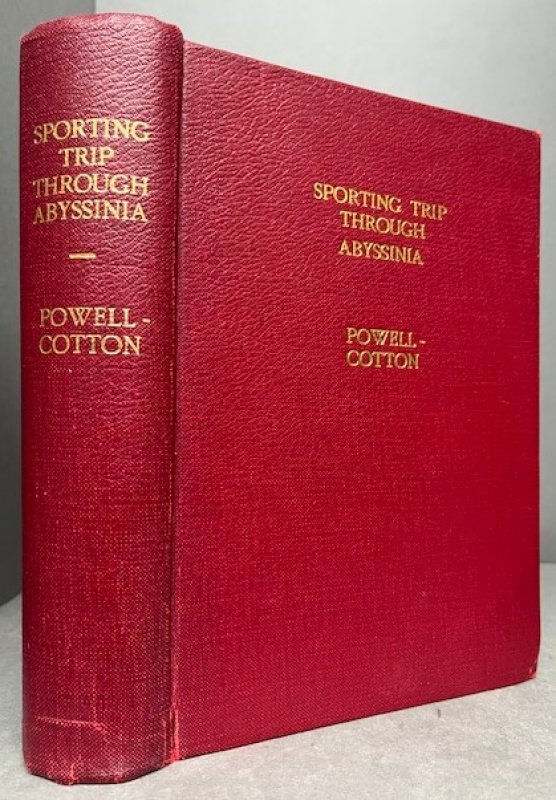 SPORTING
TRIP
THROUGH
ABYSSINIA
POWELL-
COTTON
SPORTING TRIP
THROUGH
ABYSSINIA
POWELL-
COTTON